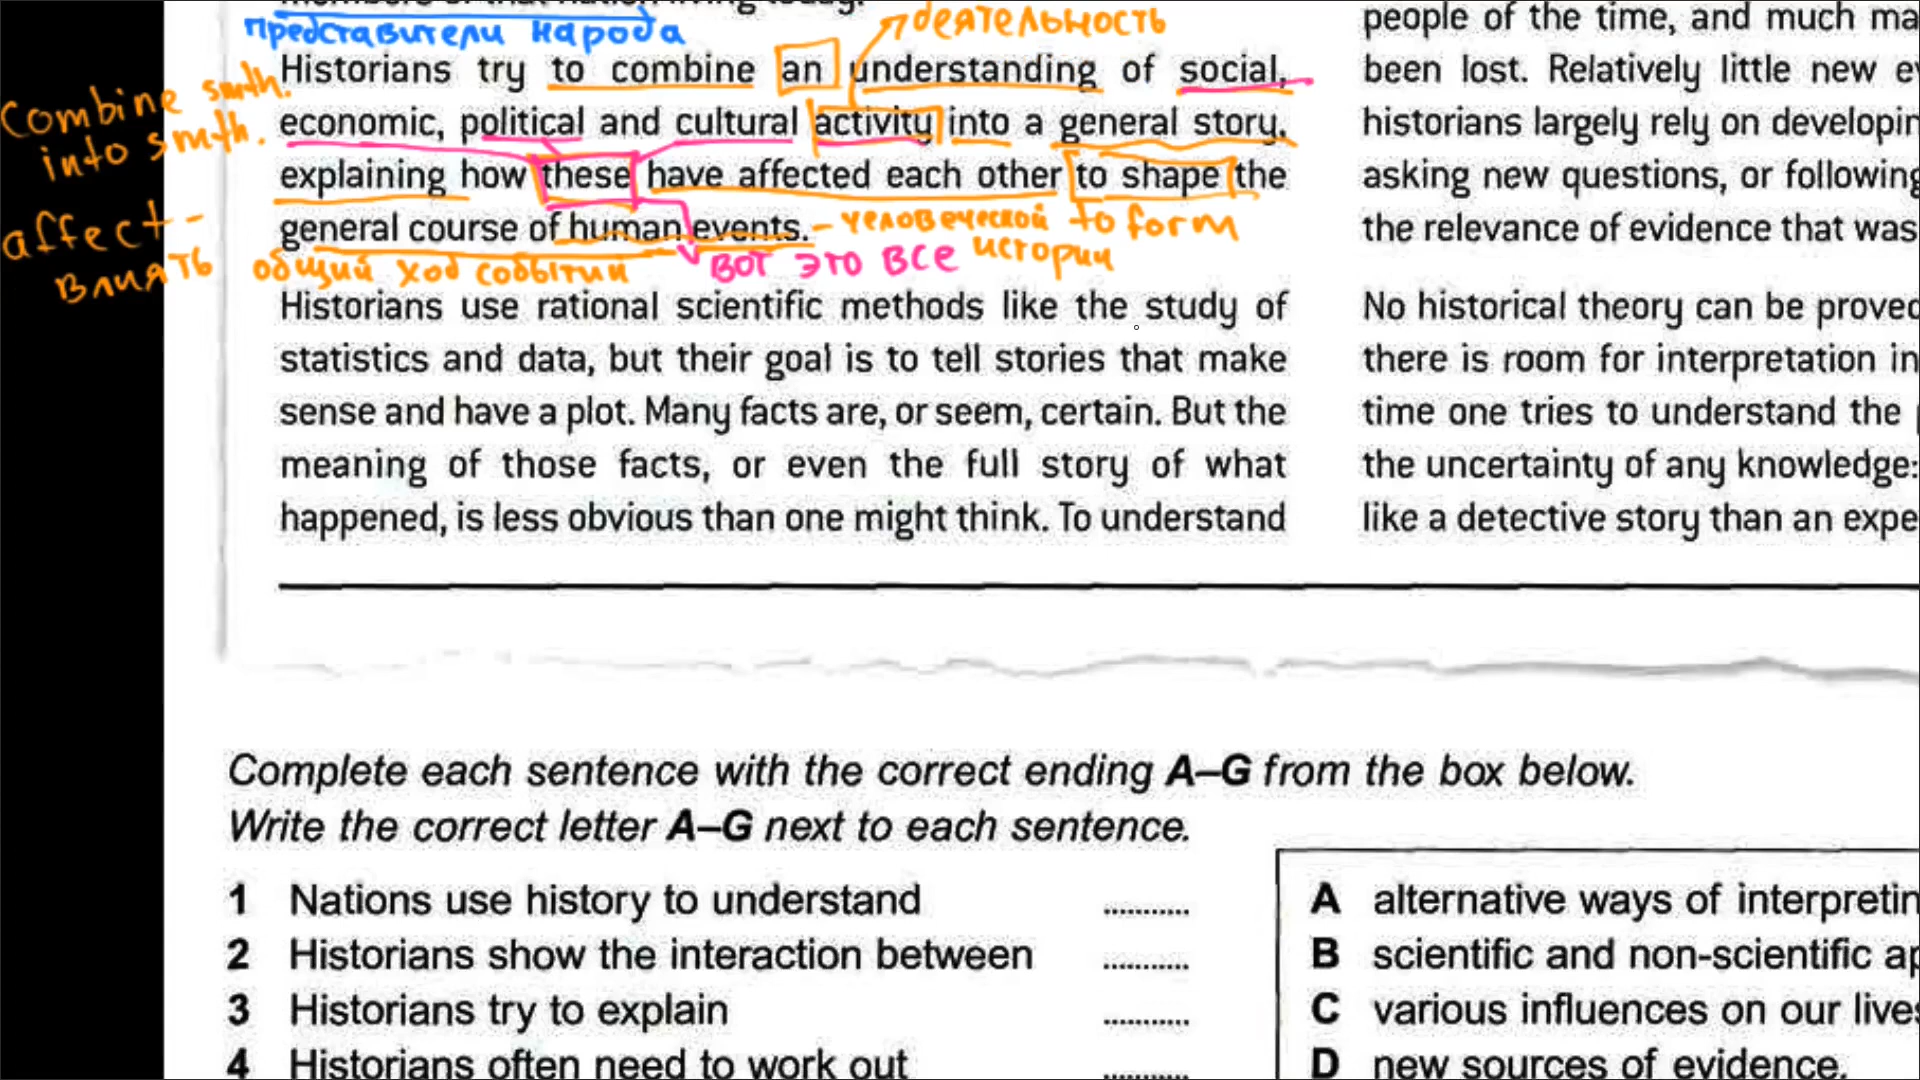 members of that nation living today.
представители народа
деятельность
Historians try to combine an understanding of social,
economic, political and cultural activity into a general story,
explaining how these have affected each other to shape the
general course of human events.
Combine smth.
into smth.
affect -
влиять
общий ход событий
вот это все
- человеческой
истории
to form
Historians use rational scientific methods like the study of
statistics and data, but their goal is to tell stories that make
sense and have a plot. Many facts are, or seem, certain. But the
meaning of those facts, or even the full story of what
happened, is less obvious than one might think. To understand
people of the time, and much ma
been lost. Relatively little new ev
historians largely rely on developin
asking new questions, or following
the relevance of evidence that was
No historical theory can be proved
there is room for interpretation in
time one tries to understand the
the uncertainty of any knowledge:
like a detective story than an expe
Complete each sentence with the correct ending A–G from the box below.
Write the correct letter A–G next to each sentence.
1 Nations use history to understand ...........
2 Historians show the interaction between ...........
3 Historians try to explain ...........
4 Historians often need to work out ...........
A alternative ways of interpretin
B scientific and non-scientific ap
C various influences on our lives
D new sources of evidence.